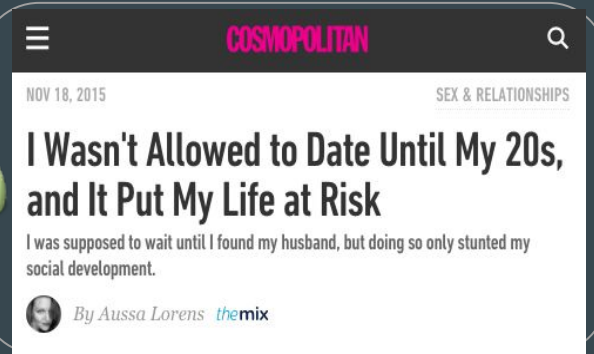 COSMOPOLITAN
NOV 18, 2015 SEX & RELATIONSHIPS
I Wasn't Allowed to Date Until My 20s,
and It Put My Life at Risk
I was supposed to wait until I found my husband, but doing so only stunted my
social development.
By Aussa Lorens themix